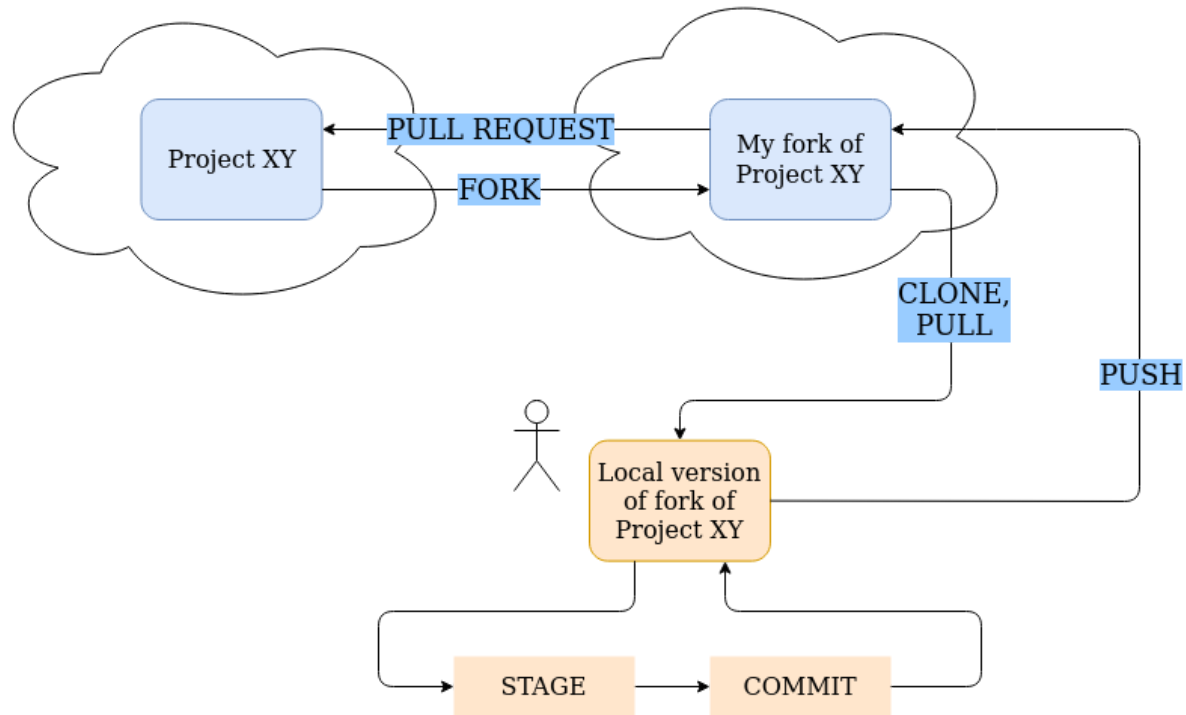 PULL REQUEST
Project XY
My fork of
Project XY
FORK
CLONE,
PULL
PUSH
Local version
of fork of
Project XY
STAGE
COMMIT